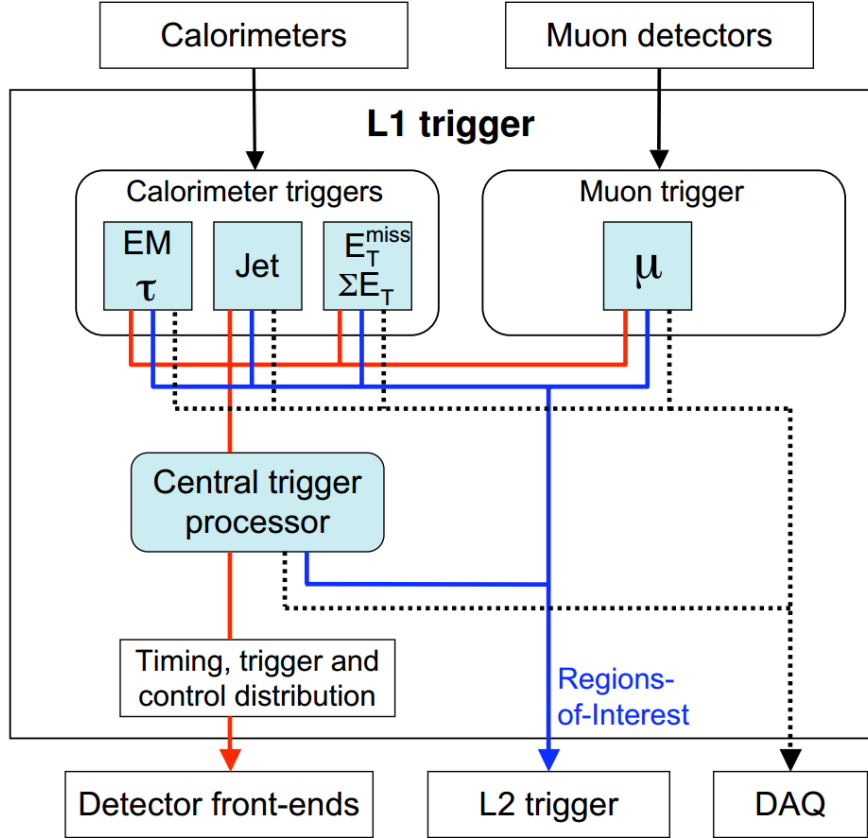 Calorimeters
Muon detectors
L1 trigger
Calorimeter triggers
Muon trigger
EM
τ
Jet
E_T^miss
ΣE_T
μ
Central trigger
processor
Timing, trigger and
control distribution
Regions-
of-Interest
Detector front-ends
L2 trigger
DAQ